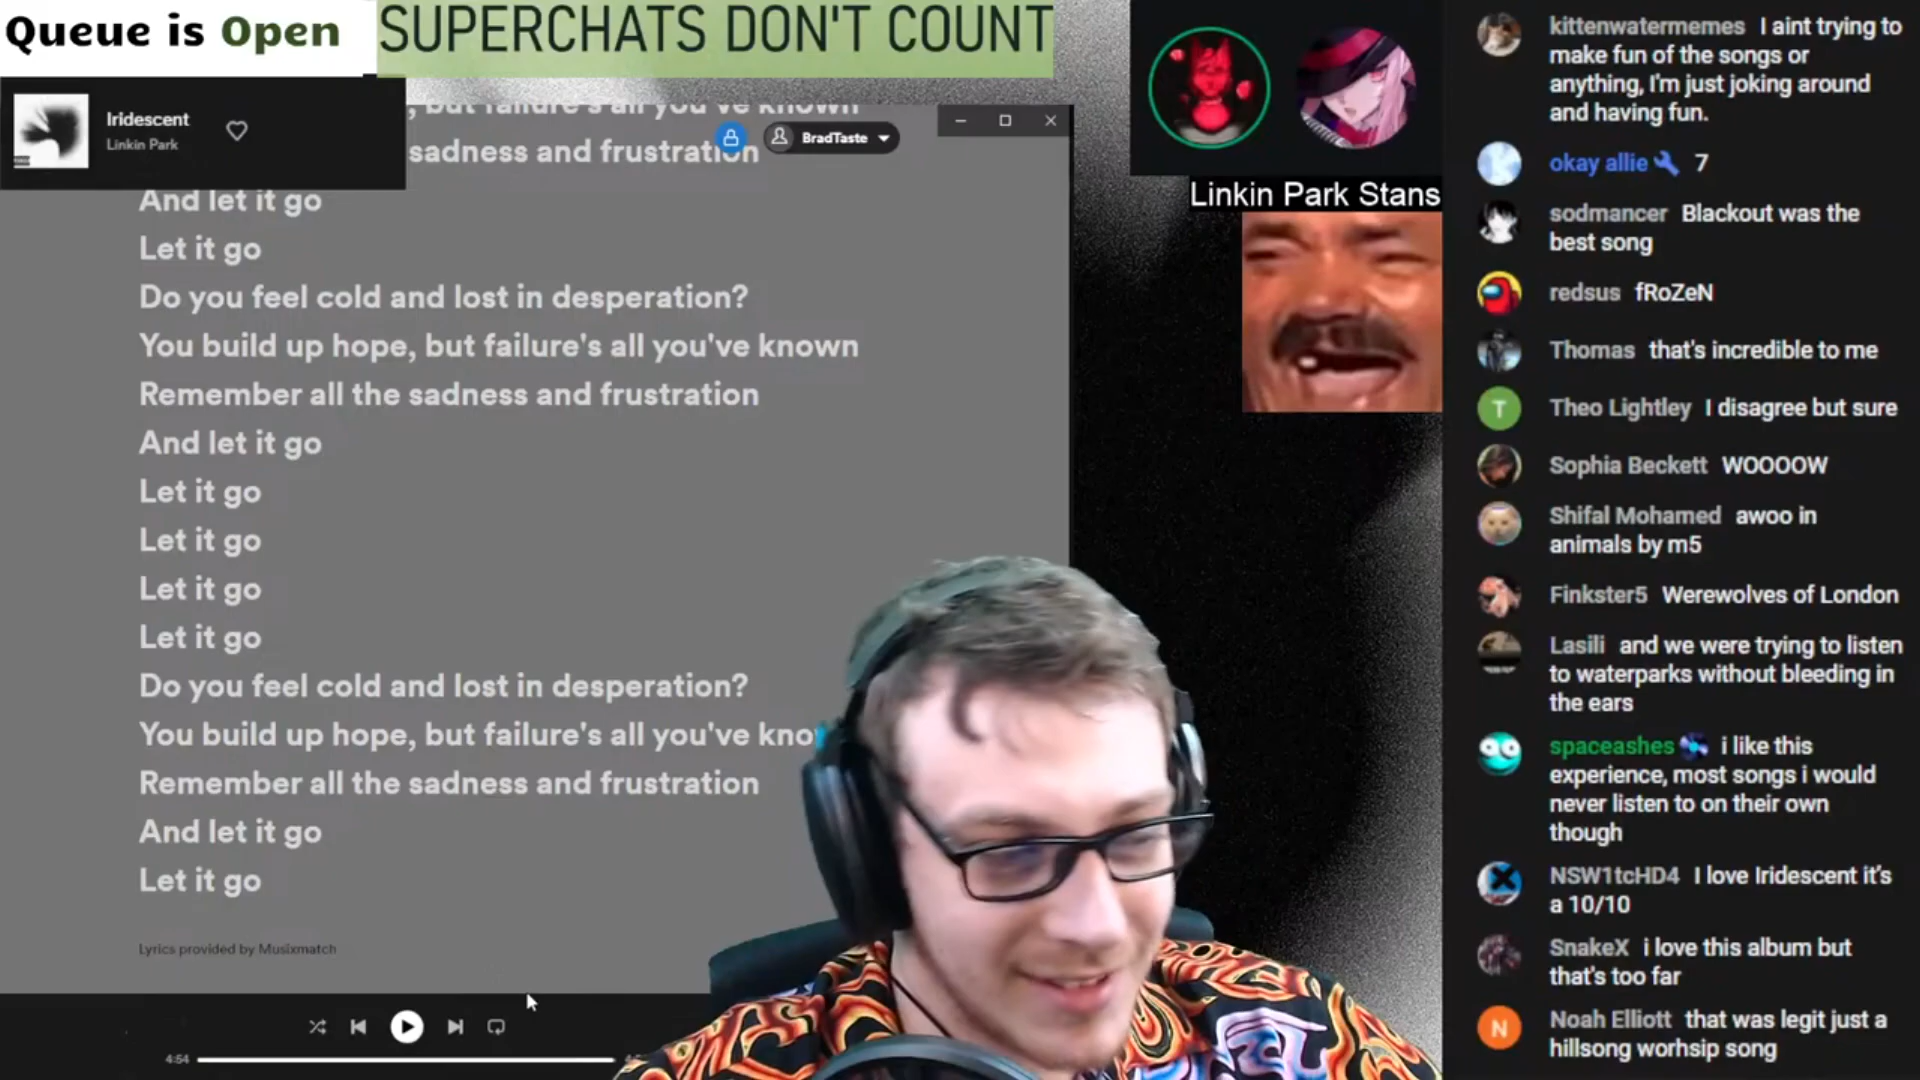 Queue is Open
SUPERCHATS DON'T COUNT
Iridescent
Linkin Park
, but failure's all you've known
BradTaste
sadness and frustration
And let it go
Let it go
Do you feel cold and lost in desperation?
You build up hope, but failure's all you've known
Remember all the sadness and frustration
And let it go
Let it go
Let it go
Let it go
Let it go
Do you feel cold and lost in desperation?
You build up hope, but failure's all you've kno
Remember all the sadness and frustration
And let it go
Let it go
Lyrics provided by Musixmatch
4:54
Linkin Park Stans
kittenwatermemes I aint trying to
make fun of the songs or
anything, I'm just joking around
and having fun.
okay allie 7
sodmancer Blackout was the
best song
redsus fRoZeN
Thomas that's incredible to me
T
Theo Lightley I disagree but sure
Sophia Beckett WOOOOW
Shifal Mohamed awoo in
animals by m5
Finkster5 Werewolves of London
Lasili and we were trying to listen
to waterparks without bleeding in
the ears
spaceashes i like this
experience, most songs i would
never listen to on their own
though
NSW1tcHD4 I love Iridescent it's
a 10/10
SnakeX i love this album but
that's too far
N
Noah Elliott that was legit just a
hillsong worhsip song